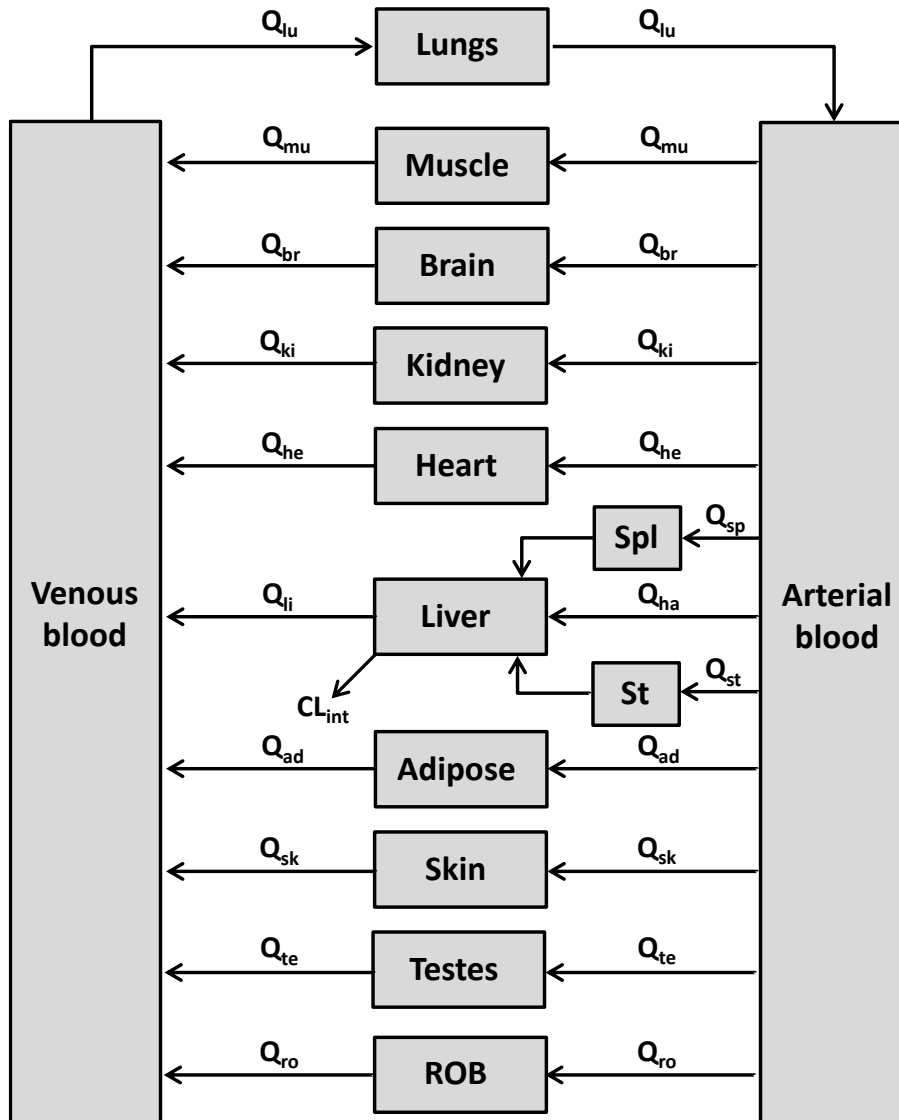 Q_lu Lungs Q_lu
Q_mu Muscle Q_mu
Q_br Brain Q_br
Q_ki Kidney Q_ki
Q_he Heart Q_he
Spl Q_sp
Venous blood Q_li Liver Q_ha Arterial blood
St Q_st
CL_int
Q_ad Adipose Q_ad
Q_sk Skin Q_sk
Q_te Testes Q_te
Q_ro ROB Q_ro